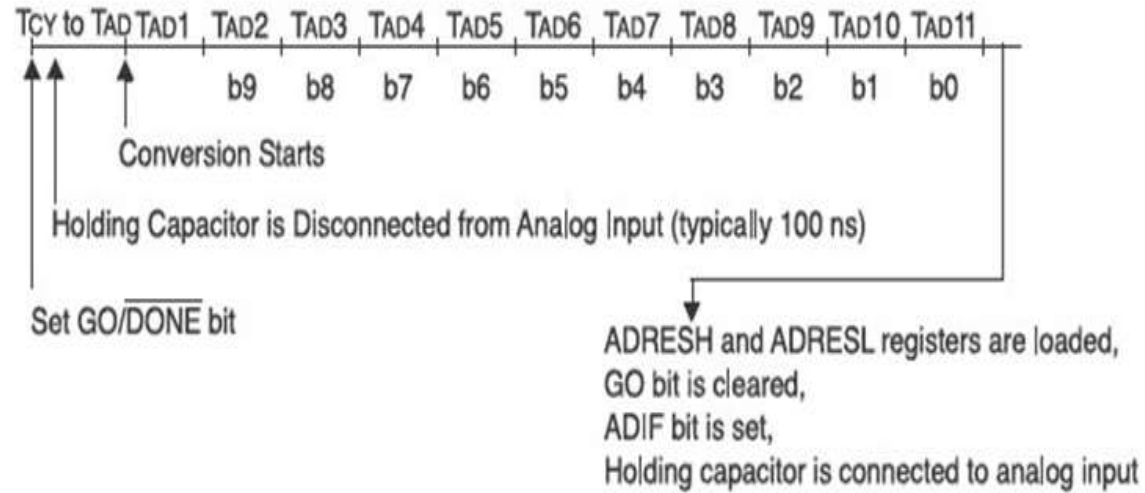 TCY to TAD TAD1 TAD2 TAD3 TAD4 TAD5 TAD6 TAD7 TAD8 TAD9 TAD10 TAD11
b9 b8 b7 b6 b5 b4 b3 b2 b1 b0
Conversion Starts
Holding Capacitor is Disconnected from Analog Input (typically 100 ns)
Set GO/DONE bit
ADRESH and ADRESL registers are loaded,
GO bit is cleared,
ADIF bit is set,
Holding capacitor is connected to analog input